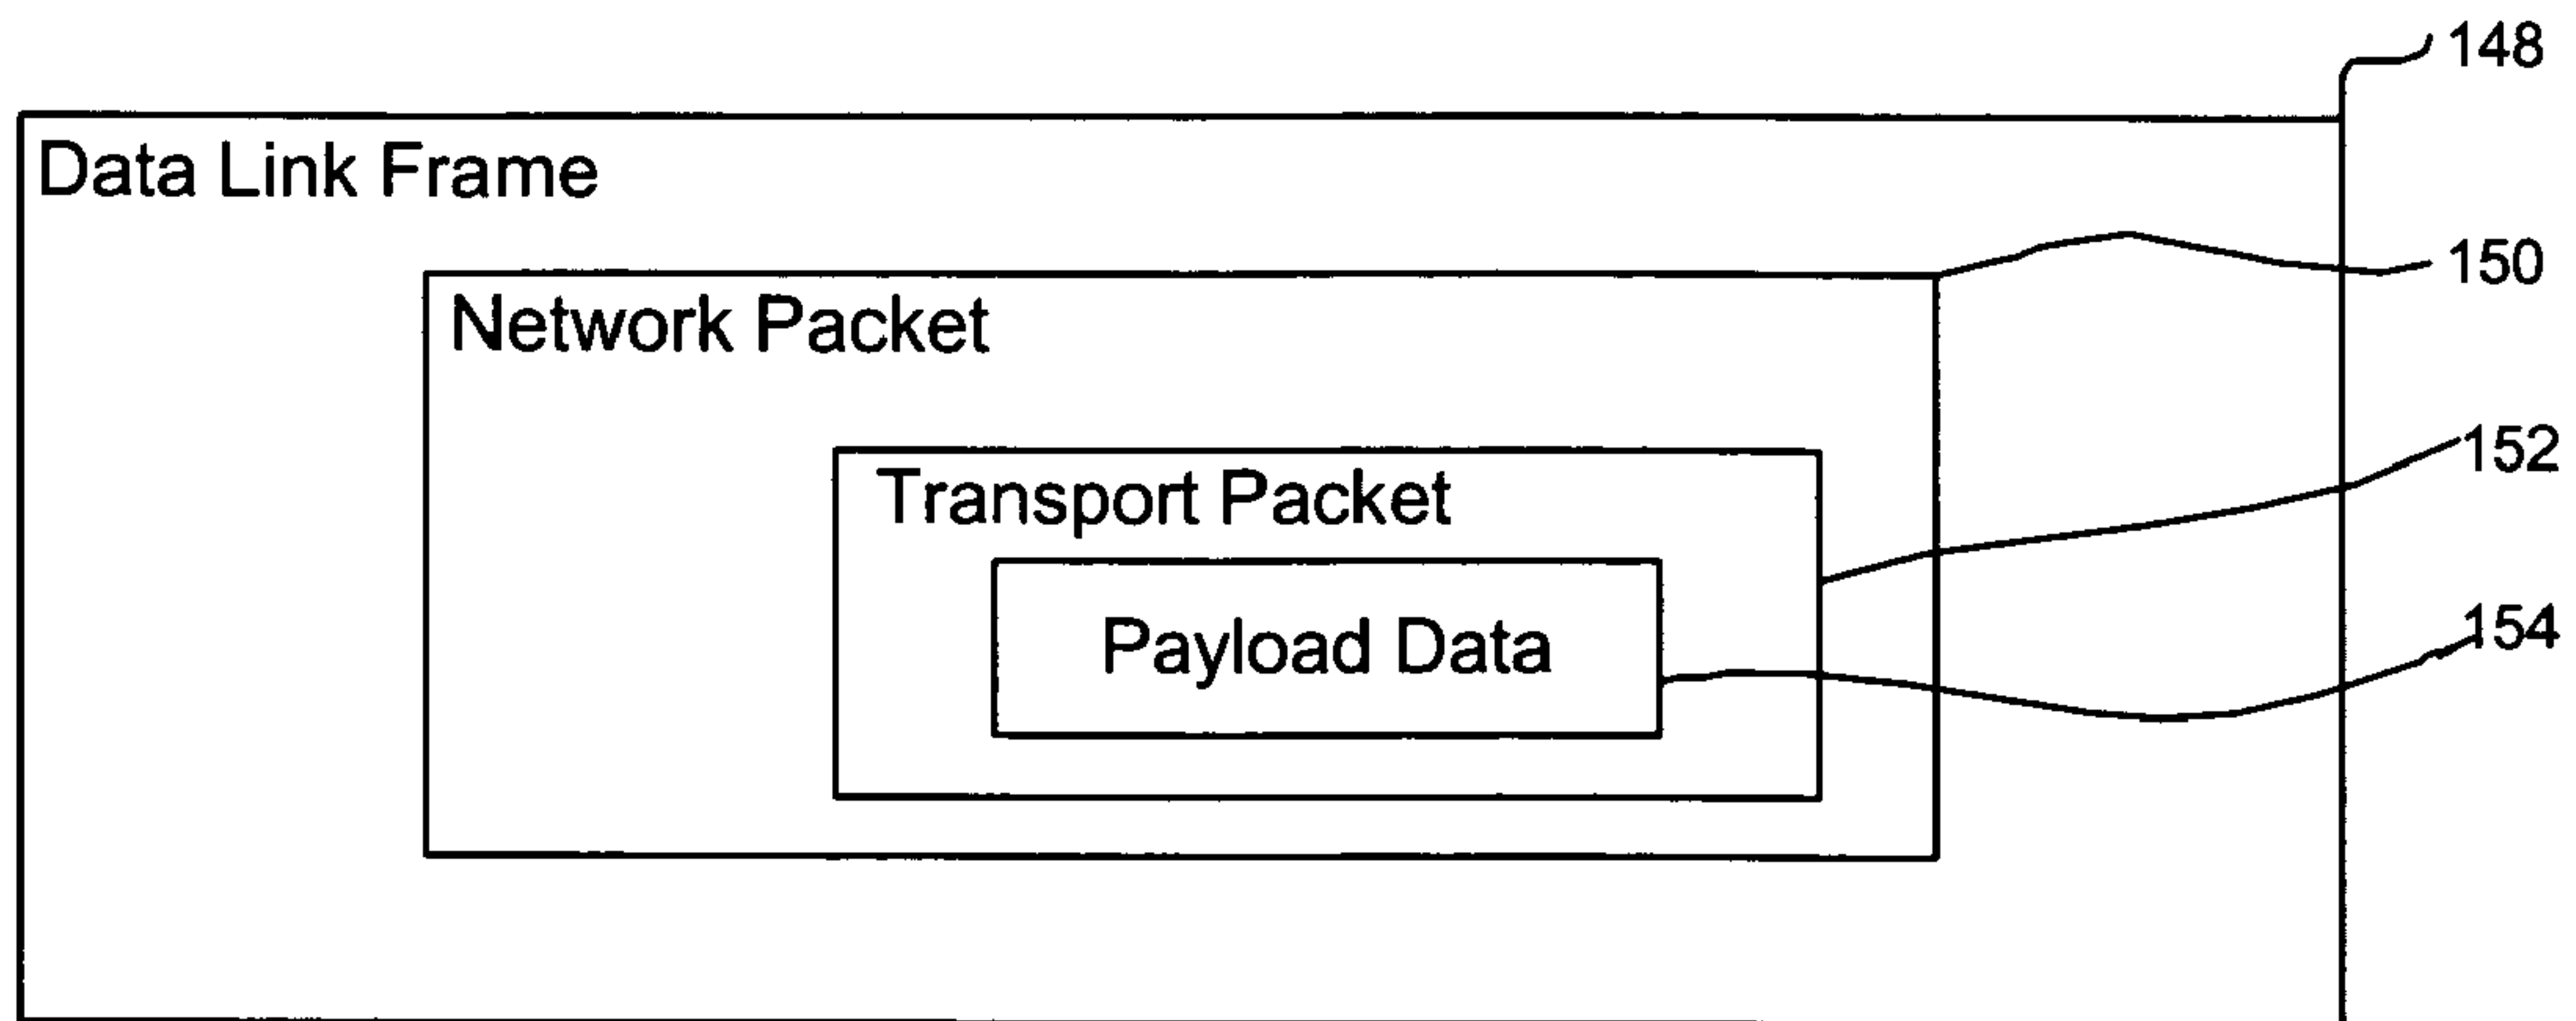 148
Data Link Frame
150
Network Packet
152
Transport Packet
154
Payload Data